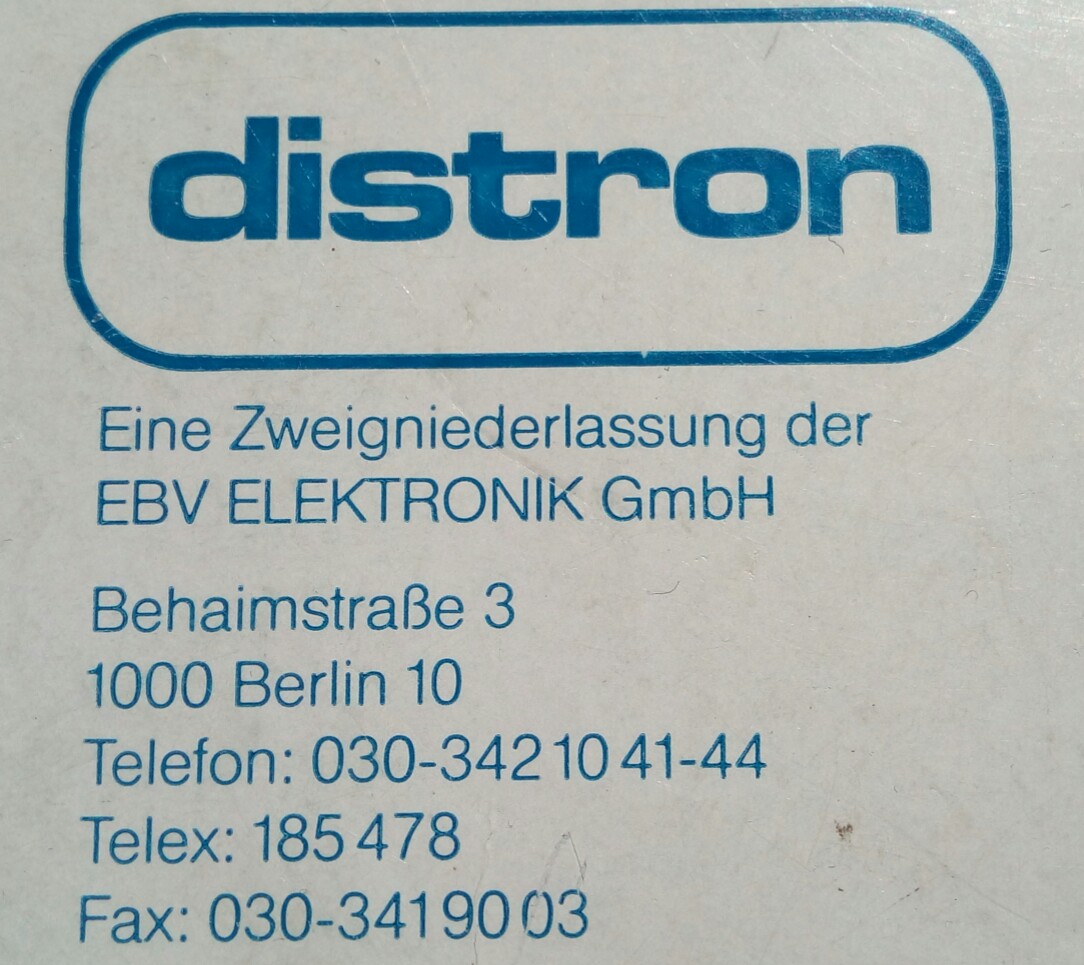 distron
Eine Zweigniederlassung der
EBV ELEKTRONIK GmbH
Behaimstraße 3
1000 Berlin 10
Telefon: 030-342 10 41-44
Telex: 185 478
Fax: 030-341 90 03